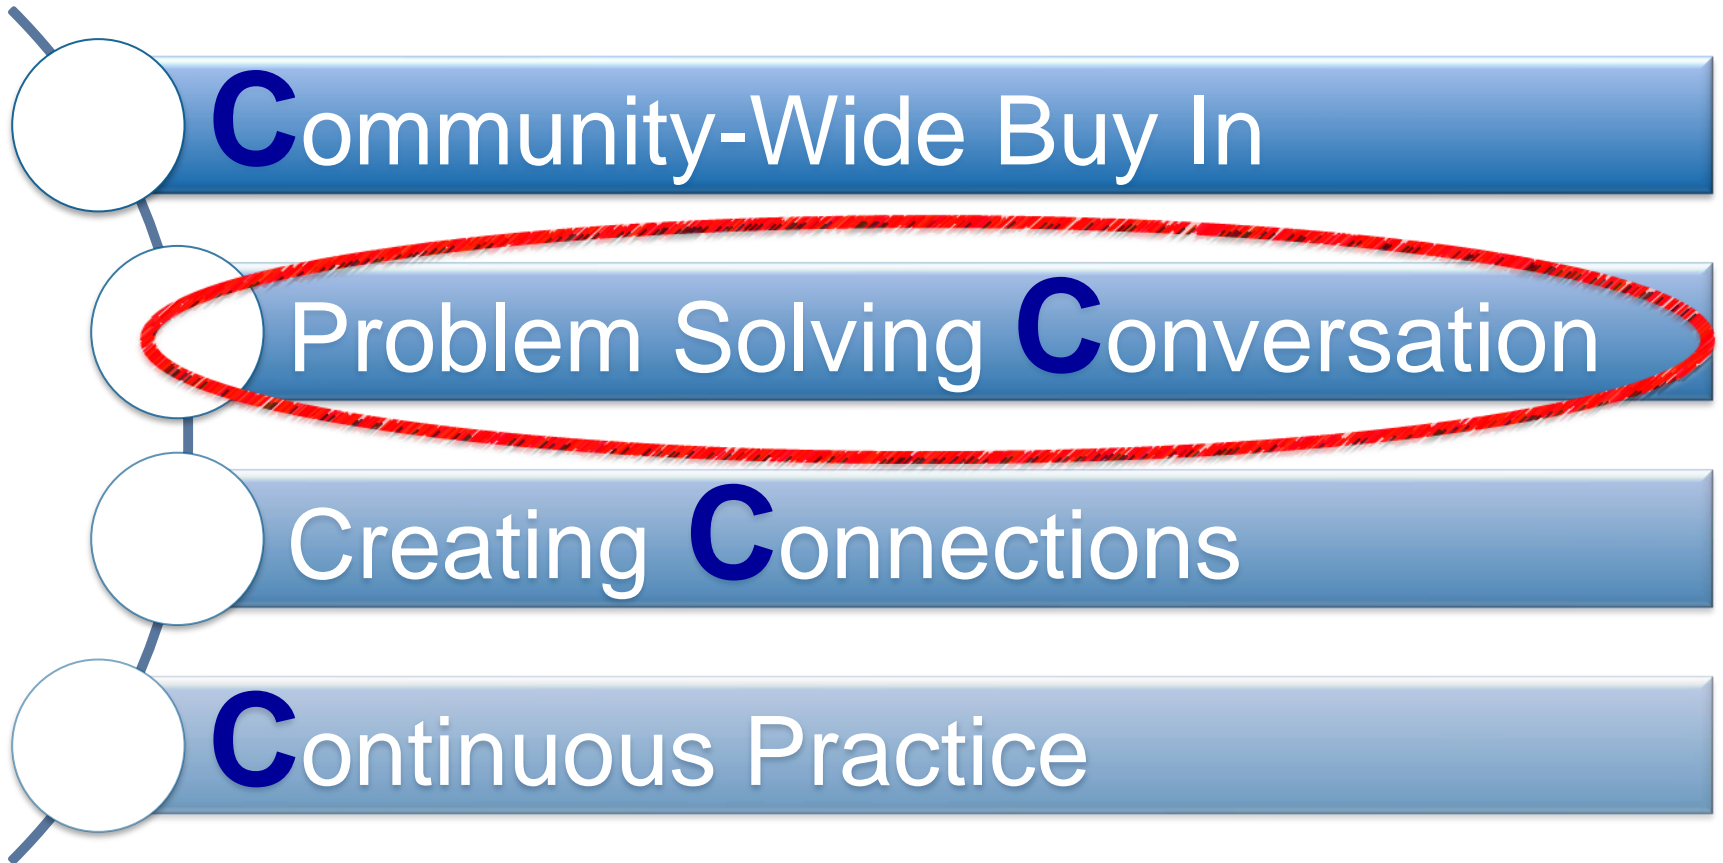 Community-Wide Buy In
Problem Solving Conversation
Creating Connections
Continuous Practice